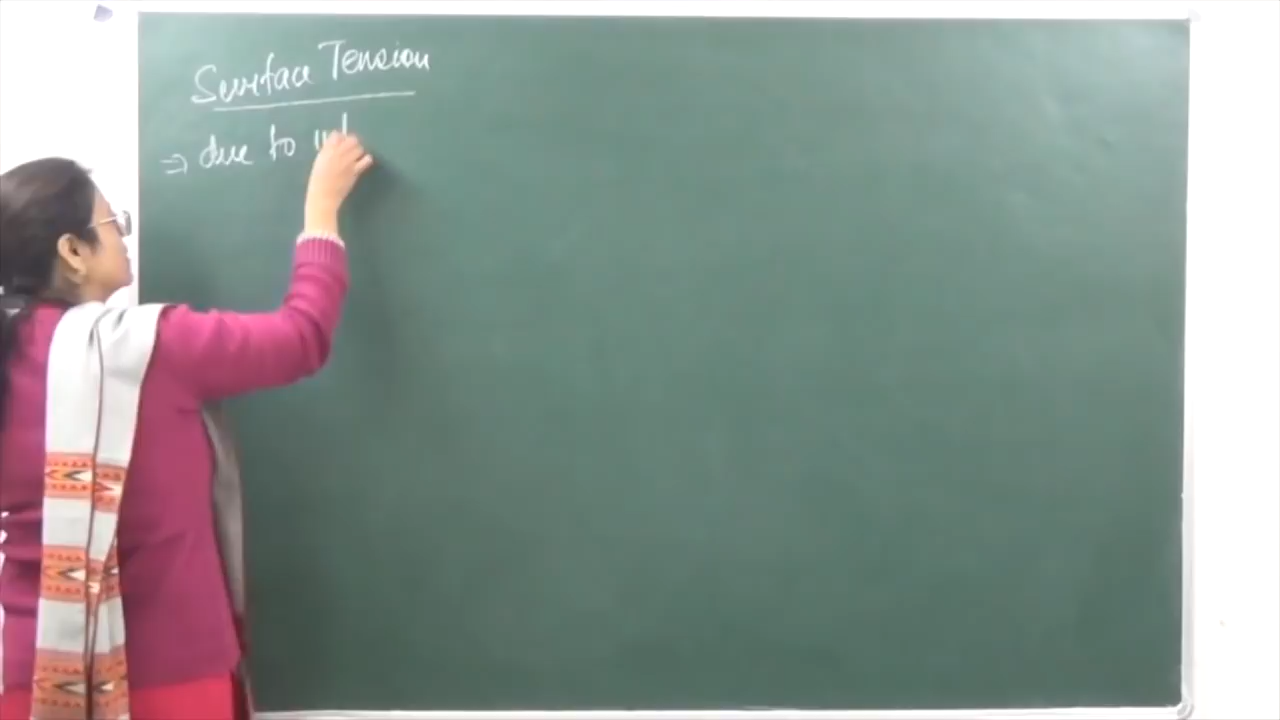 Surface Tension
⇒ due to